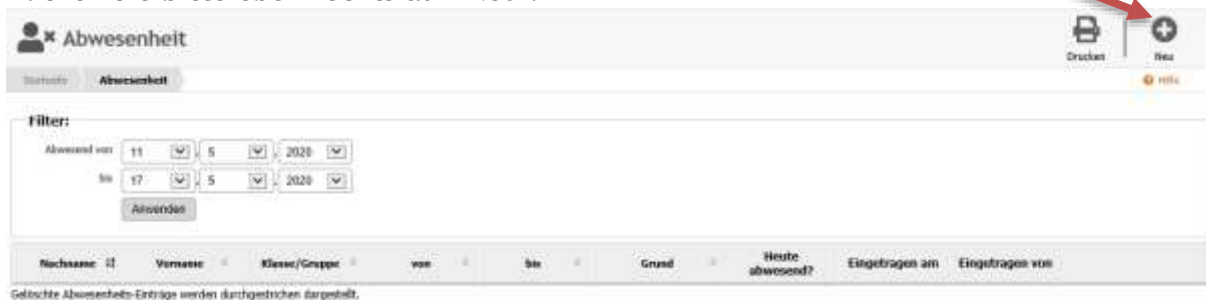 Abwesenheit
Drucken
Neu
Startseite Abwesenheit
Hilfe
Filter:
Abwesend von 11 . 5 . 2020
bis 17 . 5 . 2020
Anwenden
Nachname Vorname Klasse/Gruppe von bis Grund Heute abwesend? Eingetragen am Eingetragen von
Gelöschte Abwesenheits-Einträge werden durchgestrichen dargestellt.